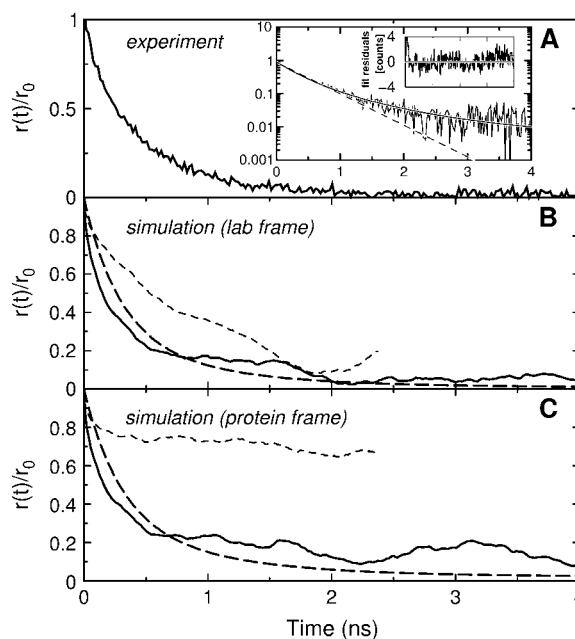 1
0.5
0
r(t)/r0
experiment
A
10
1
0.1
0.01
0.001
0 1 2 3 4
fit residuals
[counts]
4
0
−4
0.8
0.6
0.4
0.2
0
r(t)/r0
simulation (lab frame)
B
0.8
0.6
0.4
0.2
0
r(t)/r0
simulation (protein frame)
C
0 1 2 3 4
Time (ns)